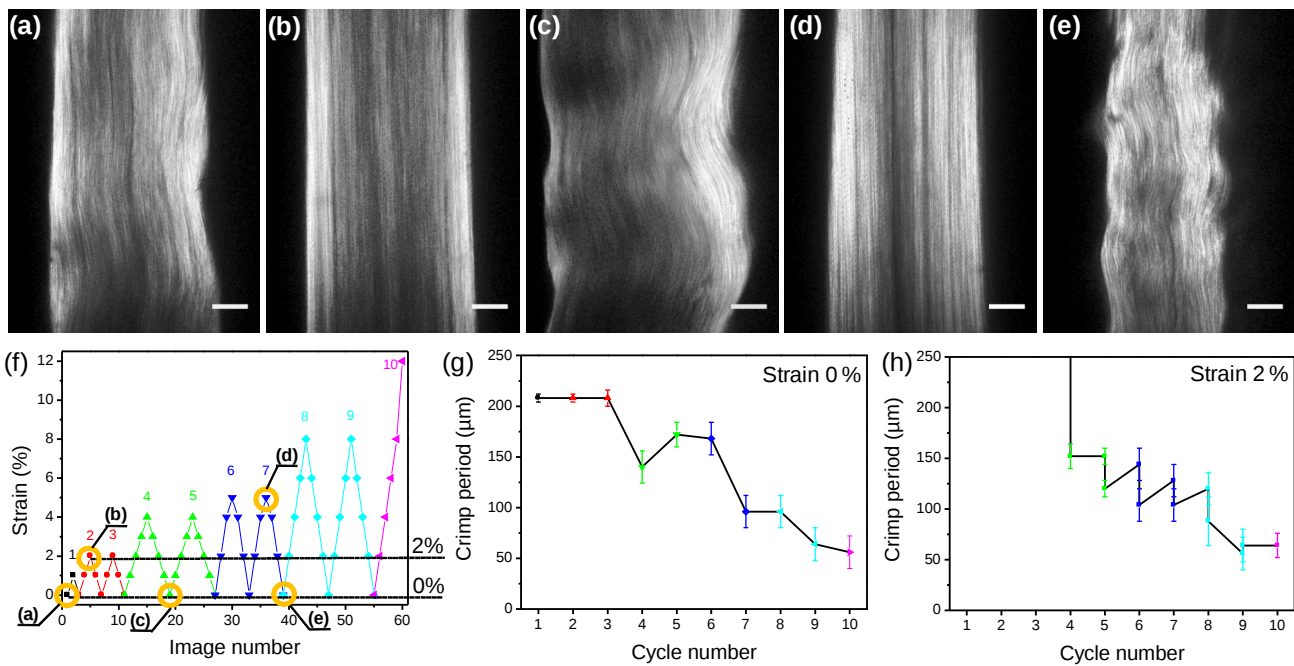 (a)
(b)
(c)
(d)
(e)
(f)
12
10
8
6
4
2
0
Strain (%)
0
10
20
30
40
50
60
Image number
1
2
3
4
5
6
7
8
9
10
(a)
(b)
(c)
(d)
(e)
2%
0%
(g)
Strain 0 %
250
200
150
100
50
0
Crimp period (μm)
1
2
3
4
5
6
7
8
9
10
Cycle number
(h)
Strain 2 %
250
200
150
100
50
0
Crimp period (μm)
1
2
3
4
5
6
7
8
9
10
Cycle number